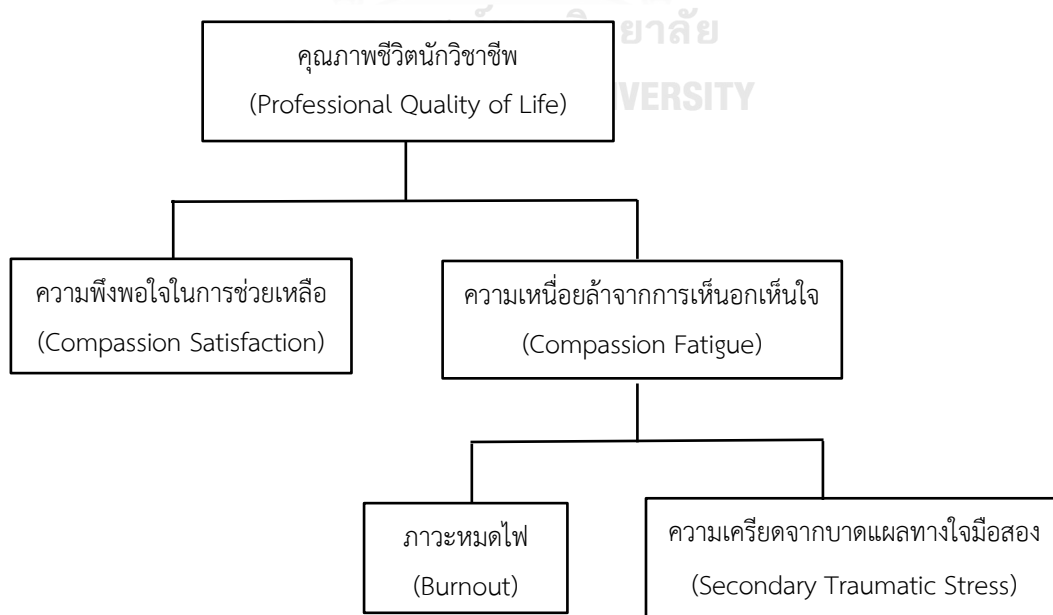 ยาลัย
VERSITY
คุณภาพชีวิตนักวิชาชีพ
(Professional Quality of Life)
ความพึงพอใจในการช่วยเหลือ
(Compassion Satisfaction)
ความเหนื่อยล้าจากการเห็นอกเห็นใจ
(Compassion Fatigue)
ภาวะหมดไฟ
(Burnout)
ความเครียดจากบาดแผลทางใจมือสอง
(Secondary Traumatic Stress)